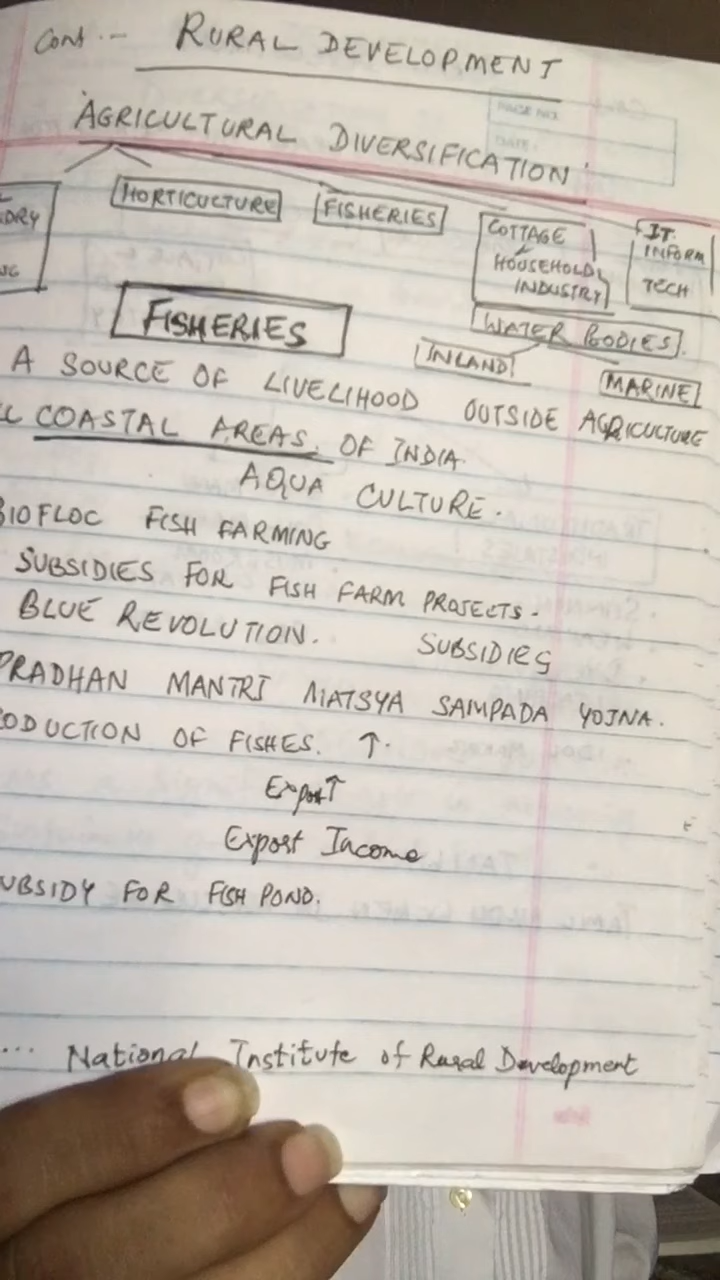 Cont .-- RURAL DEVELOPMENT
AGRICULTURAL DIVERSIFICATION
HORTICULTURE
FISHERIES
COTTAGE
HOUSEHOLD
INDUSTRY
IT.
INFORM
TECH
FISHERIES
WATER BODIES.
INLAND
MARINE
A SOURCE OF LIVELIHOOD OUTSIDE AGRICULTURE
COASTAL AREAS. OF INDIA.
AQUA CULTURE.
BIOFLOC FISH FARMING
SUBSIDIES FOR FISH FARM PROJECTS.
BLUE REVOLUTION. SUBSIDIES
PRADHAN MANTRI MATSYA SAMPADA YOJNA.
ODUCTION OF FISHES. ↑.
Export↑
Export Income
UBSIDY FOR FISH POND.
... National Institute of Rural Development